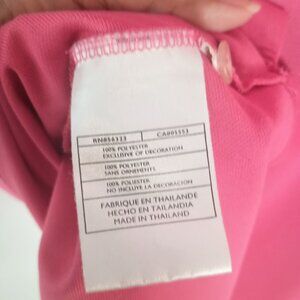 RN#56323 CA#05553
100% POLYESTER
EXCLUSIVE OF DECORATION
100% POLYESTER
SANS ORNEMENTS
100% POLIESTER
NO INCLUYE LA DECORACION
FABRIQUE EN THAILANDE
HECHO EN TAILANDIA
MADE IN THAILAND